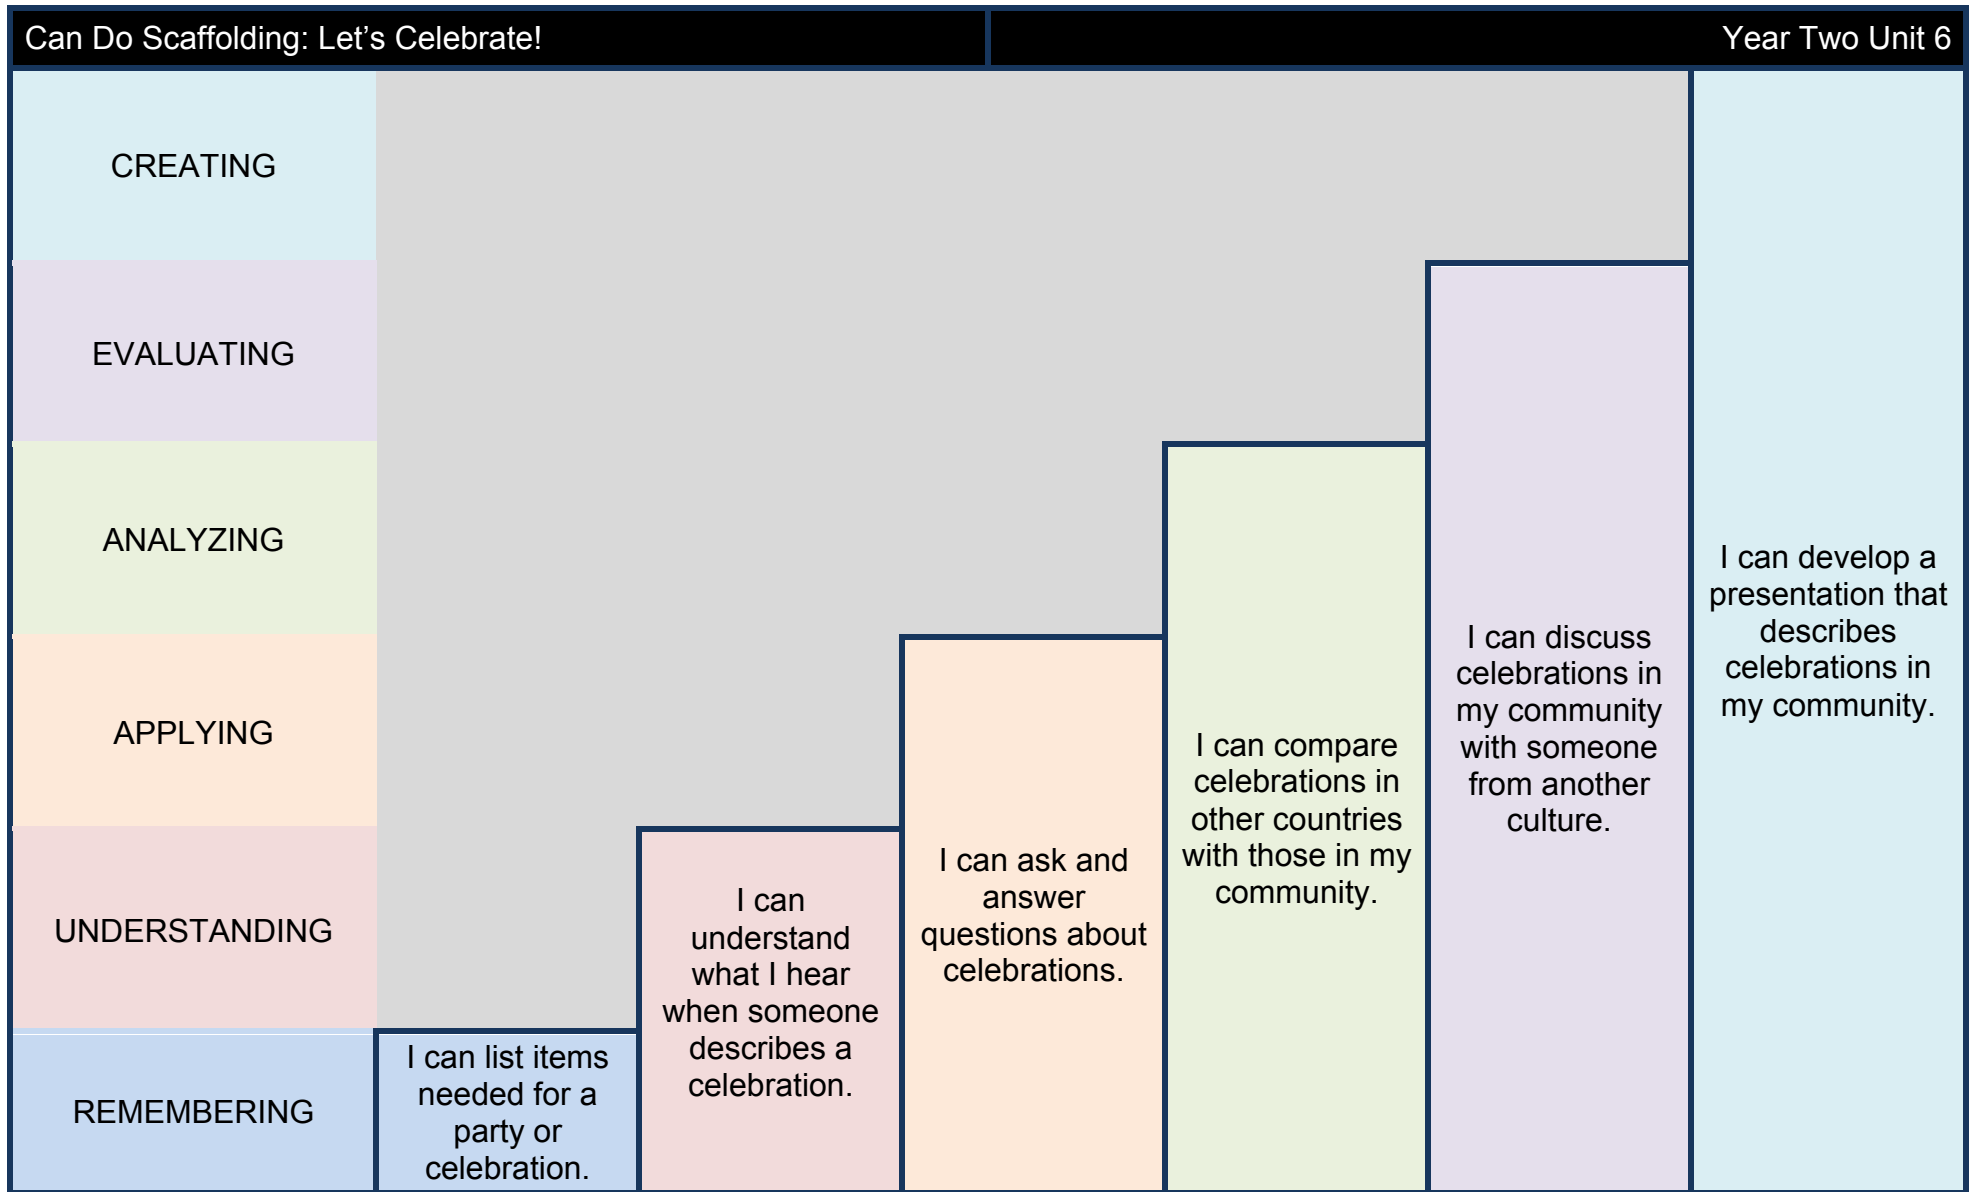 Can Do Scaffolding: Let’s Celebrate!
Year Two Unit 6
CREATING
EVALUATING
ANALYZING
APPLYING
UNDERSTANDING
REMEMBERING
I can list items
needed for a
party or
celebration.
I can
understand
what I hear
when someone
describes a
celebration.
I can ask and
answer
questions about
celebrations.
I can compare
celebrations in
other countries
with those in my
community.
I can discuss
celebrations in
my community
with someone
from another
culture.
I can develop a
presentation that
describes
celebrations in
my community.